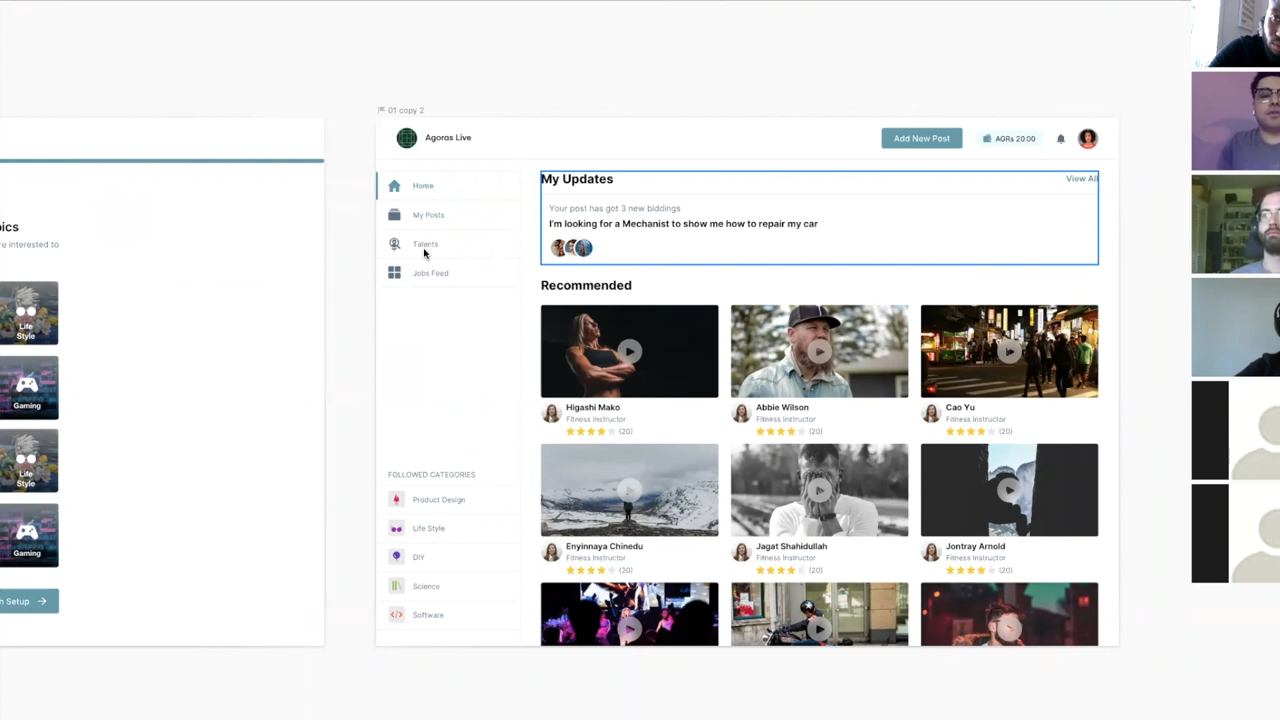 01 copy 2
Agoras Live
Add New Post
AGRs 20.00
Home
My Posts
Talents
Jobs Feed
FOLLOWED CATEGORIES
Product Design
Life Style
DIY
Science
Software
My Updates
View All
Your post has got 3 new biddings
I'm looking for a Mechanist to show me how to repair my car
Recommended
Higashi Mako
Fitness Instructor
(20)
Abbie Wilson
Fitness Instructor
(20)
Cao Yu
Fitness Instructor
(20)
Enyinnaya Chinedu
Fitness Instructor
(20)
Jagat Shahidullah
Fitness Instructor
(20)
Jontray Arnold
Fitness Instructor
(20)
re interested to
Life
Style
Gaming
Life
Style
Gaming
Setup